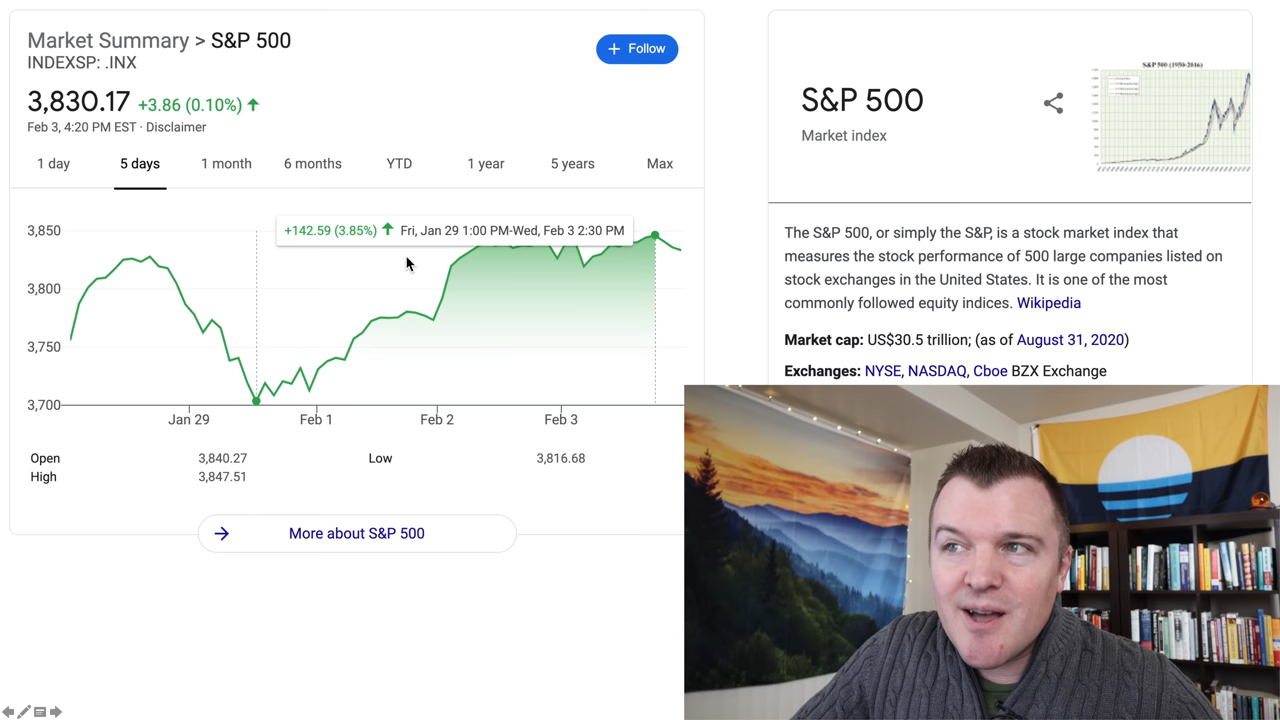 Market Summary > S&P 500
INDEXSP: .INX
+ Follow
3,830.17 +3.86 (0.10%)
Feb 3, 4:20 PM EST · Disclaimer
1 day 5 days 1 month 6 months YTD 1 year 5 years Max
+142.59 (3.85%) Fri, Jan 29 1:00 PM-Wed, Feb 3 2:30 PM
3,850
3,800
3,750
3,700
Jan 29 Feb 1 Feb 2 Feb 3
Open 3,840.27 Low 3,816.68
High 3,847.51
More about S&P 500
S&P 500
Market index
S&P 500 (1950-2016)
The S&P 500, or simply the S&P, is a stock market index that
measures the stock performance of 500 large companies listed on
stock exchanges in the United States. It is one of the most
commonly followed equity indices. Wikipedia
Market cap: US$30.5 trillion; (as of August 31, 2020)
Exchanges: NYSE, NASDAQ, Cboe BZX Exchange